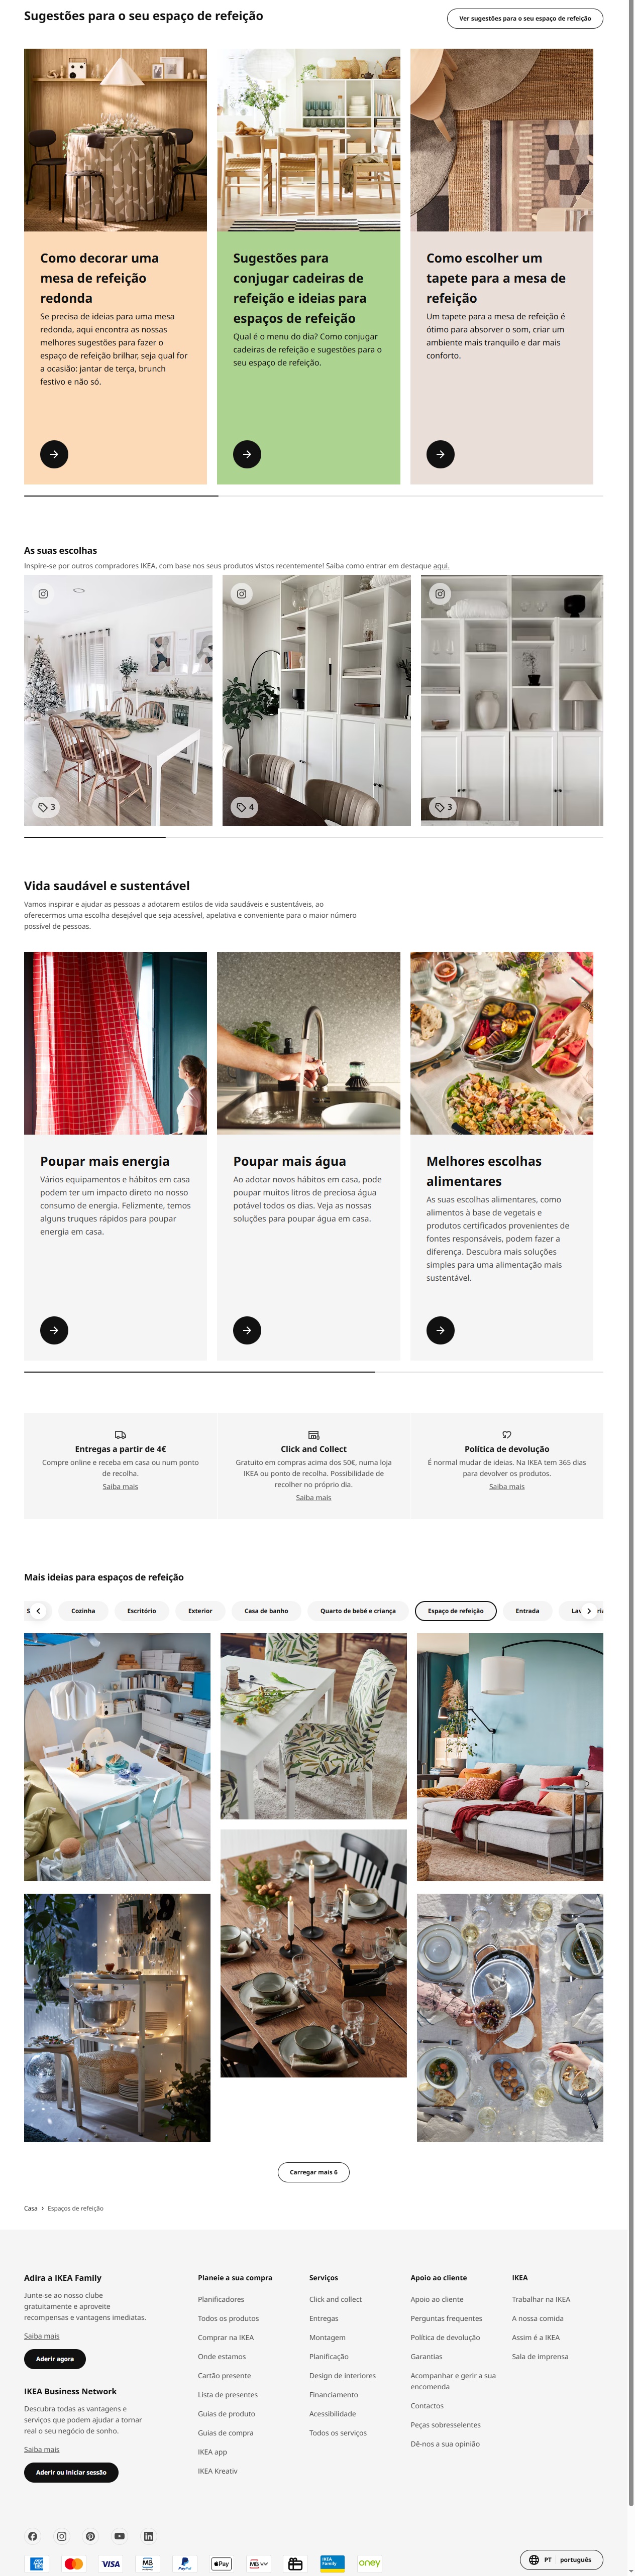 Sugestões para o seu espaço de refeição
Ver sugestões para o seu espaço de refeição
Como decorar uma
mesa de refeição
redonda
Se precisa de ideias para uma mesa
redonda, aqui encontra as nossas
melhores sugestões para fazer o
espaço de refeição brilhar, seja qual for
a ocasião: jantar de terça, brunch
festivo e não só.
Sugestões para
conjugar cadeiras de
refeição e ideias para
espaços de refeição
Qual é o menu do dia? Como conjugar
cadeiras de refeição e sugestões para o
seu espaço de refeição.
Como escolher um
tapete para a mesa de
refeição
Um tapete para a mesa de refeição é
ótimo para absorver o som, criar um
ambiente mais tranquilo e dar mais
conforto.
As suas escolhas
Inspire-se por outros compradores IKEA, com base nos seus produtos vistos recentemente! Saiba como entrar em destaque aqui.
3
4
3
Vida saudável e sustentável
Vamos inspirar e ajudar as pessoas a adotarem estilos de vida saudáveis e sustentáveis, ao
oferecermos uma escolha desejável que seja acessível, apelativa e conveniente para o maior número
possível de pessoas.
Poupar mais energia
Vários equipamentos e hábitos em casa
podem ter um impacto direto no nosso
consumo de energia. Felizmente, temos
alguns truques rápidos para poupar
energia em casa.
Poupar mais água
Ao adotar novos hábitos em casa, pode
poupar muitos litros de preciosa água
potável todos os dias. Veja as nossas
soluções para poupar água em casa.
Melhores escolhas
alimentares
As suas escolhas alimentares, como
alimentos à base de vegetais e
produtos certificados provenientes de
fontes responsáveis, podem fazer a
diferença. Descubra mais soluções
simples para uma alimentação mais
sustentável.
Entregas a partir de 4€
Compre online e receba em casa ou num ponto
de recolha.
Saiba mais
Click and Collect
Gratuito em compras acima dos 50€, numa loja
IKEA ou ponto de recolha. Possibilidade de
recolher no próprio dia.
Saiba mais
Política de devolução
É normal mudar de ideias. Na IKEA tem 365 dias
para devolver os produtos.
Saiba mais
Mais ideias para espaços de refeição
Cozinha
Escritório
Exterior
Casa de banho
Quarto de bebé e criança
Espaço de refeição
Entrada
Carregar mais 6
Casa › Espaços de refeição
Adira a IKEA Family
Junte-se ao nosso clube
gratuitamente e aproveite
recompensas e vantagens imediatas.
Saiba mais
Aderir agora
IKEA Business Network
Descubra todas as vantagens e
serviços que podem ajudar a tornar
real o seu negócio de sonho.
Saiba mais
Aderir ou Iniciar sessão
Planeie a sua compra
Planificadores
Todos os produtos
Comprar na IKEA
Onde estamos
Cartão presente
Lista de presentes
Guias de produto
Guias de compra
IKEA app
IKEA Kreativ
Serviços
Click and collect
Entregas
Montagem
Planificação
Design de interiores
Financiamento
Acessibilidade
Todos os serviços
Apoio ao cliente
Apoio ao cliente
Perguntas frequentes
Política de devolução
Garantias
Acompanhar e gerir a sua
encomenda
Contactos
Peças sobresselentes
Dê-nos a sua opinião
IKEA
Trabalhar na IKEA
A nossa comida
Assim é a IKEA
Sala de imprensa
VISA
MB
PayPal
Pay
MB WAY
IKEA
Family
oney
PT português